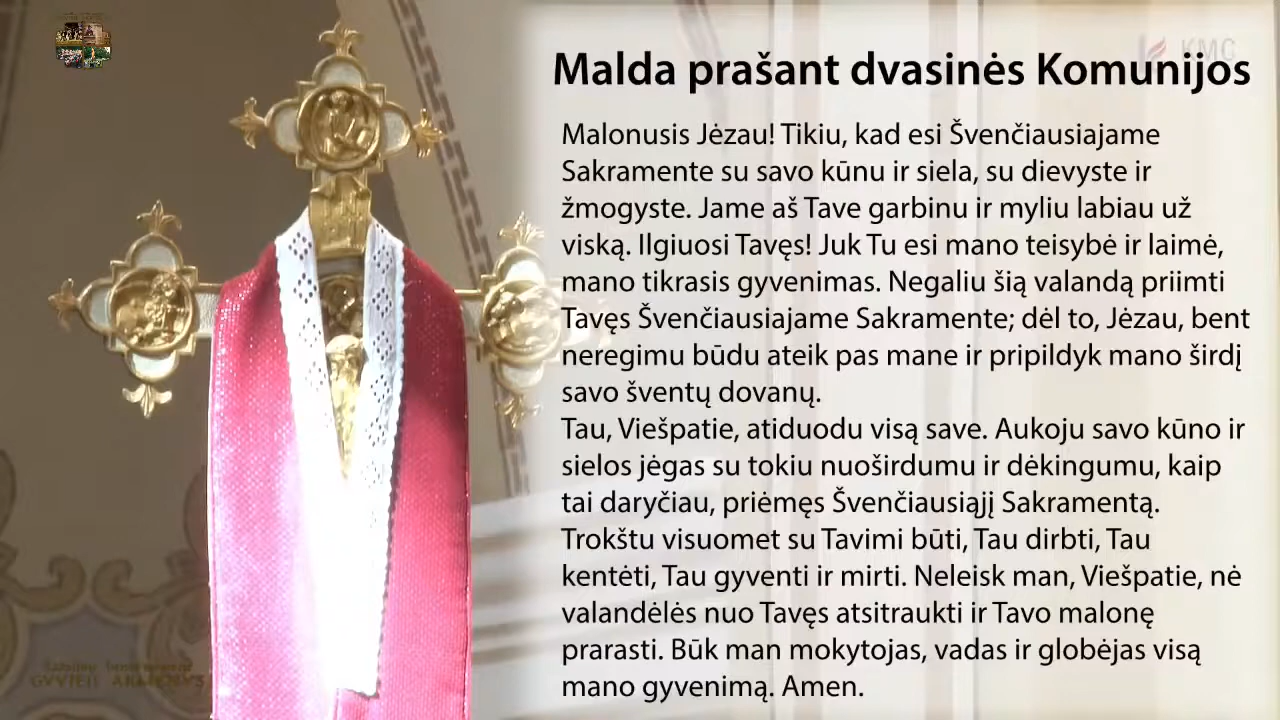 Malda prašant dvasinės Komunijos
KMC
Malonusis Jėzau! Tikiu, kad esi Švenčiausiajame
Sakramente su savo kūnu ir siela, su dievyste ir
žmogyste. Jame aš Tave garbinu ir myliu labiau už
viską. Ilgiuosi Tavęs! Juk Tu esi mano teisybė ir laimė,
mano tikrasis gyvenimas. Negaliu šią valandą priimti
Tavęs Švenčiausiajame Sakramente; dėl to, Jėzau, bent
neregimu būdu ateik pas mane ir pripildyk mano širdį
savo šventų dovanų.
Tau, Viešpatie, atiduodu visą save. Aukoju savo kūno ir
sielos jėgas su tokiu nuoširdumu ir dėkingumu, kaip
tai daryčiau, priėmęs Švenčiausiąjį Sakramentą.
Trokštu visuomet su Tavimi būti, Tau dirbti, Tau
kentėti, Tau gyventi ir mirti. Neleisk man, Viešpatie, nė
valandėlės nuo Tavęs atsitraukti ir Tavo malonę
prarasti. Būk man mokytojas, vadas ir globėjas visą
mano gyvenimą. Amen.